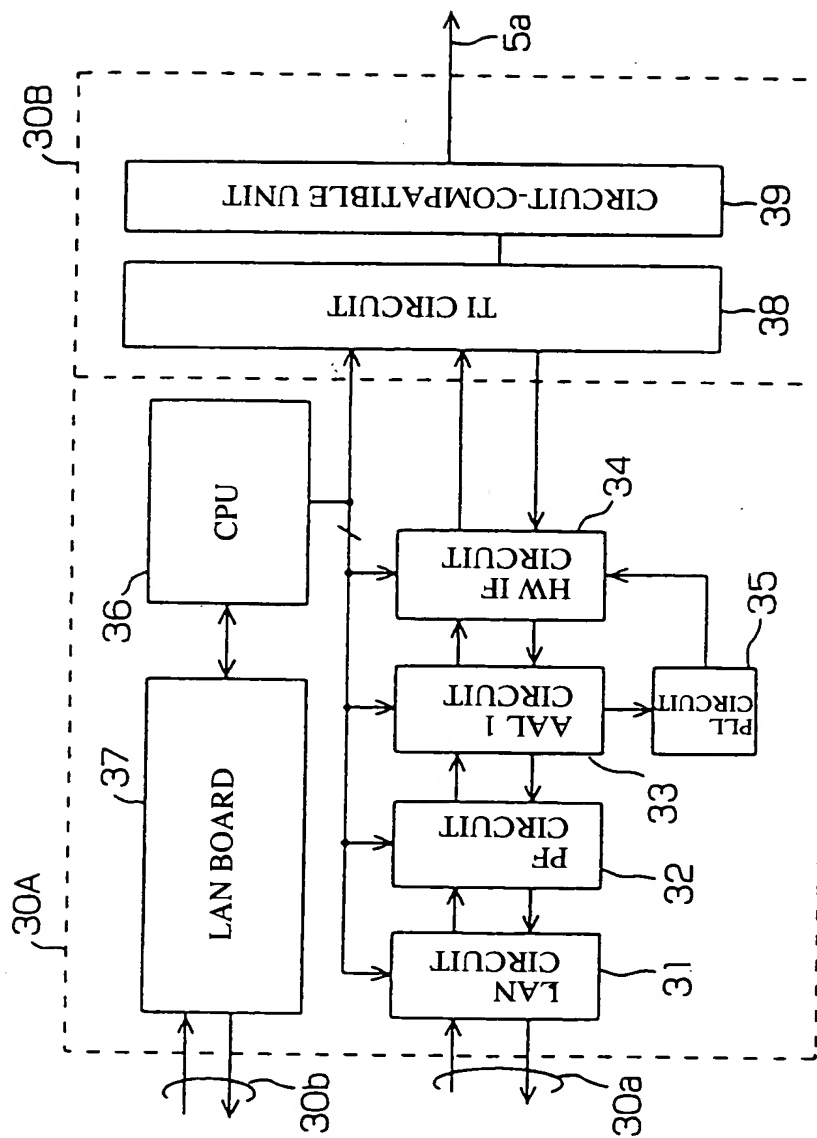 30A
30B
37
LAN BOARD
36
CPU
TI CIRCUIT
38
CIRCUIT-COMPATIBLE UNIT
39
5a
30b
30a
LAN
CIRCUIT
31
PF
CIRCUIT
32
AAL 1
CIRCUIT
33
HW IF
CIRCUIT
34
PLL
CIRCUIT
35